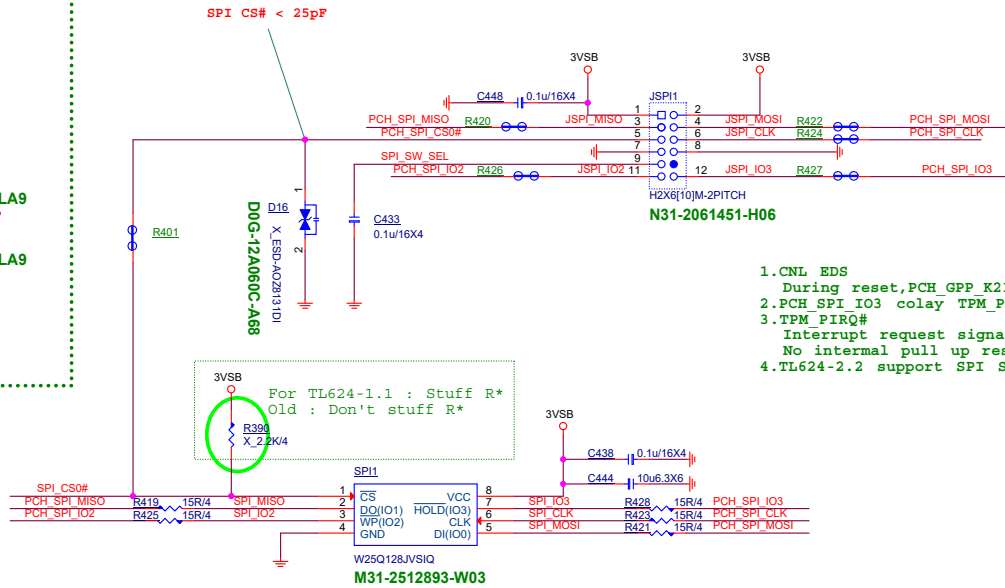 SPI CS# < 25pF
3VSB
3VSB
C448
0.1u/16X4
JSPI1
1
2
PCH_SPI_MISO
R420
JSPI_MISO
3
4
JSPI_MOSI
R422
PCH_SPI_MOSI
PCH_SPI_CS0#
5
6
JSPI_CLK
R424
PCH_SPI_CLK
7
8
SPI_SW_SEL
9
PCH_SPI_IO2
R426
JSPI_IO2
11
12
JSPI_IO3
R427
PCH_SPI_IO3
H2X6[10]M-2PITCH
N31-2061451-H06
LA9
LA9
R401
1
D16
2
X_ESD-AOZ8131DI
D0G-12A060C-A68
C433
0.1u/16X4
1.CNL EDS
During reset,PCH_GPP_K2
2.PCH_SPI_IO3 colay TPM_P
3.TPM_PIRQ#
Interrupt request signa
No intermal pull up res
4.TL624-2.2 support SPI S
3VSB
For TL624-1.1 : Stuff R*
Old : Don't stuff R*
R390
X_2.2K/4
3VSB
C438
0.1u/16X4
C444
10u6.3X6
SPI1
SPI_CS0#
1
CS
VCC
8
PCH_SPI_MISO
R419
15R/4
SPI_MISO
2
DO(IO1)
HOLD(IO3)
7
SPI_IO3
R428
15R/4
PCH_SPI_IO3
PCH_SPI_IO2
R425
15R/4
SPI_IO2
3
WP(IO2)
CLK
6
SPI_CLK
R423
15R/4
PCH_SPI_CLK
4
GND
DI(IO0)
5
SPI_MOSI
R421
15R/4
PCH_SPI_MOSI
W25Q128JVSIQ
M31-2512893-W03